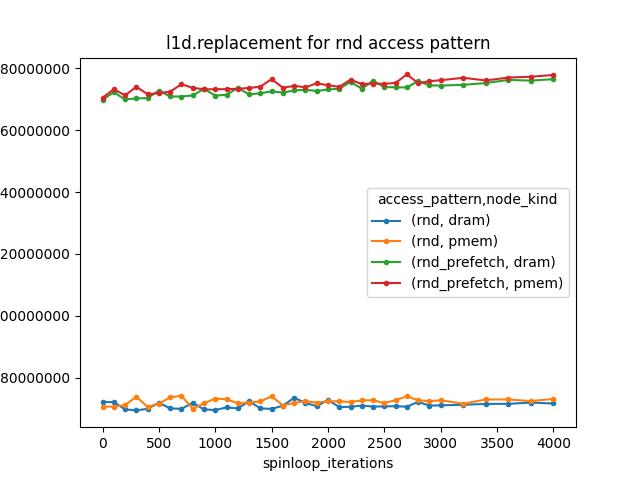 l1d.replacement for rnd access pattern
80000000
60000000
40000000
20000000
00000000
80000000
access_pattern,node_kind
(rnd, dram)
(rnd, pmem)
(rnd_prefetch, dram)
(rnd_prefetch, pmem)
0 500 1000 1500 2000 2500 3000 3500 4000
spinloop_iterations